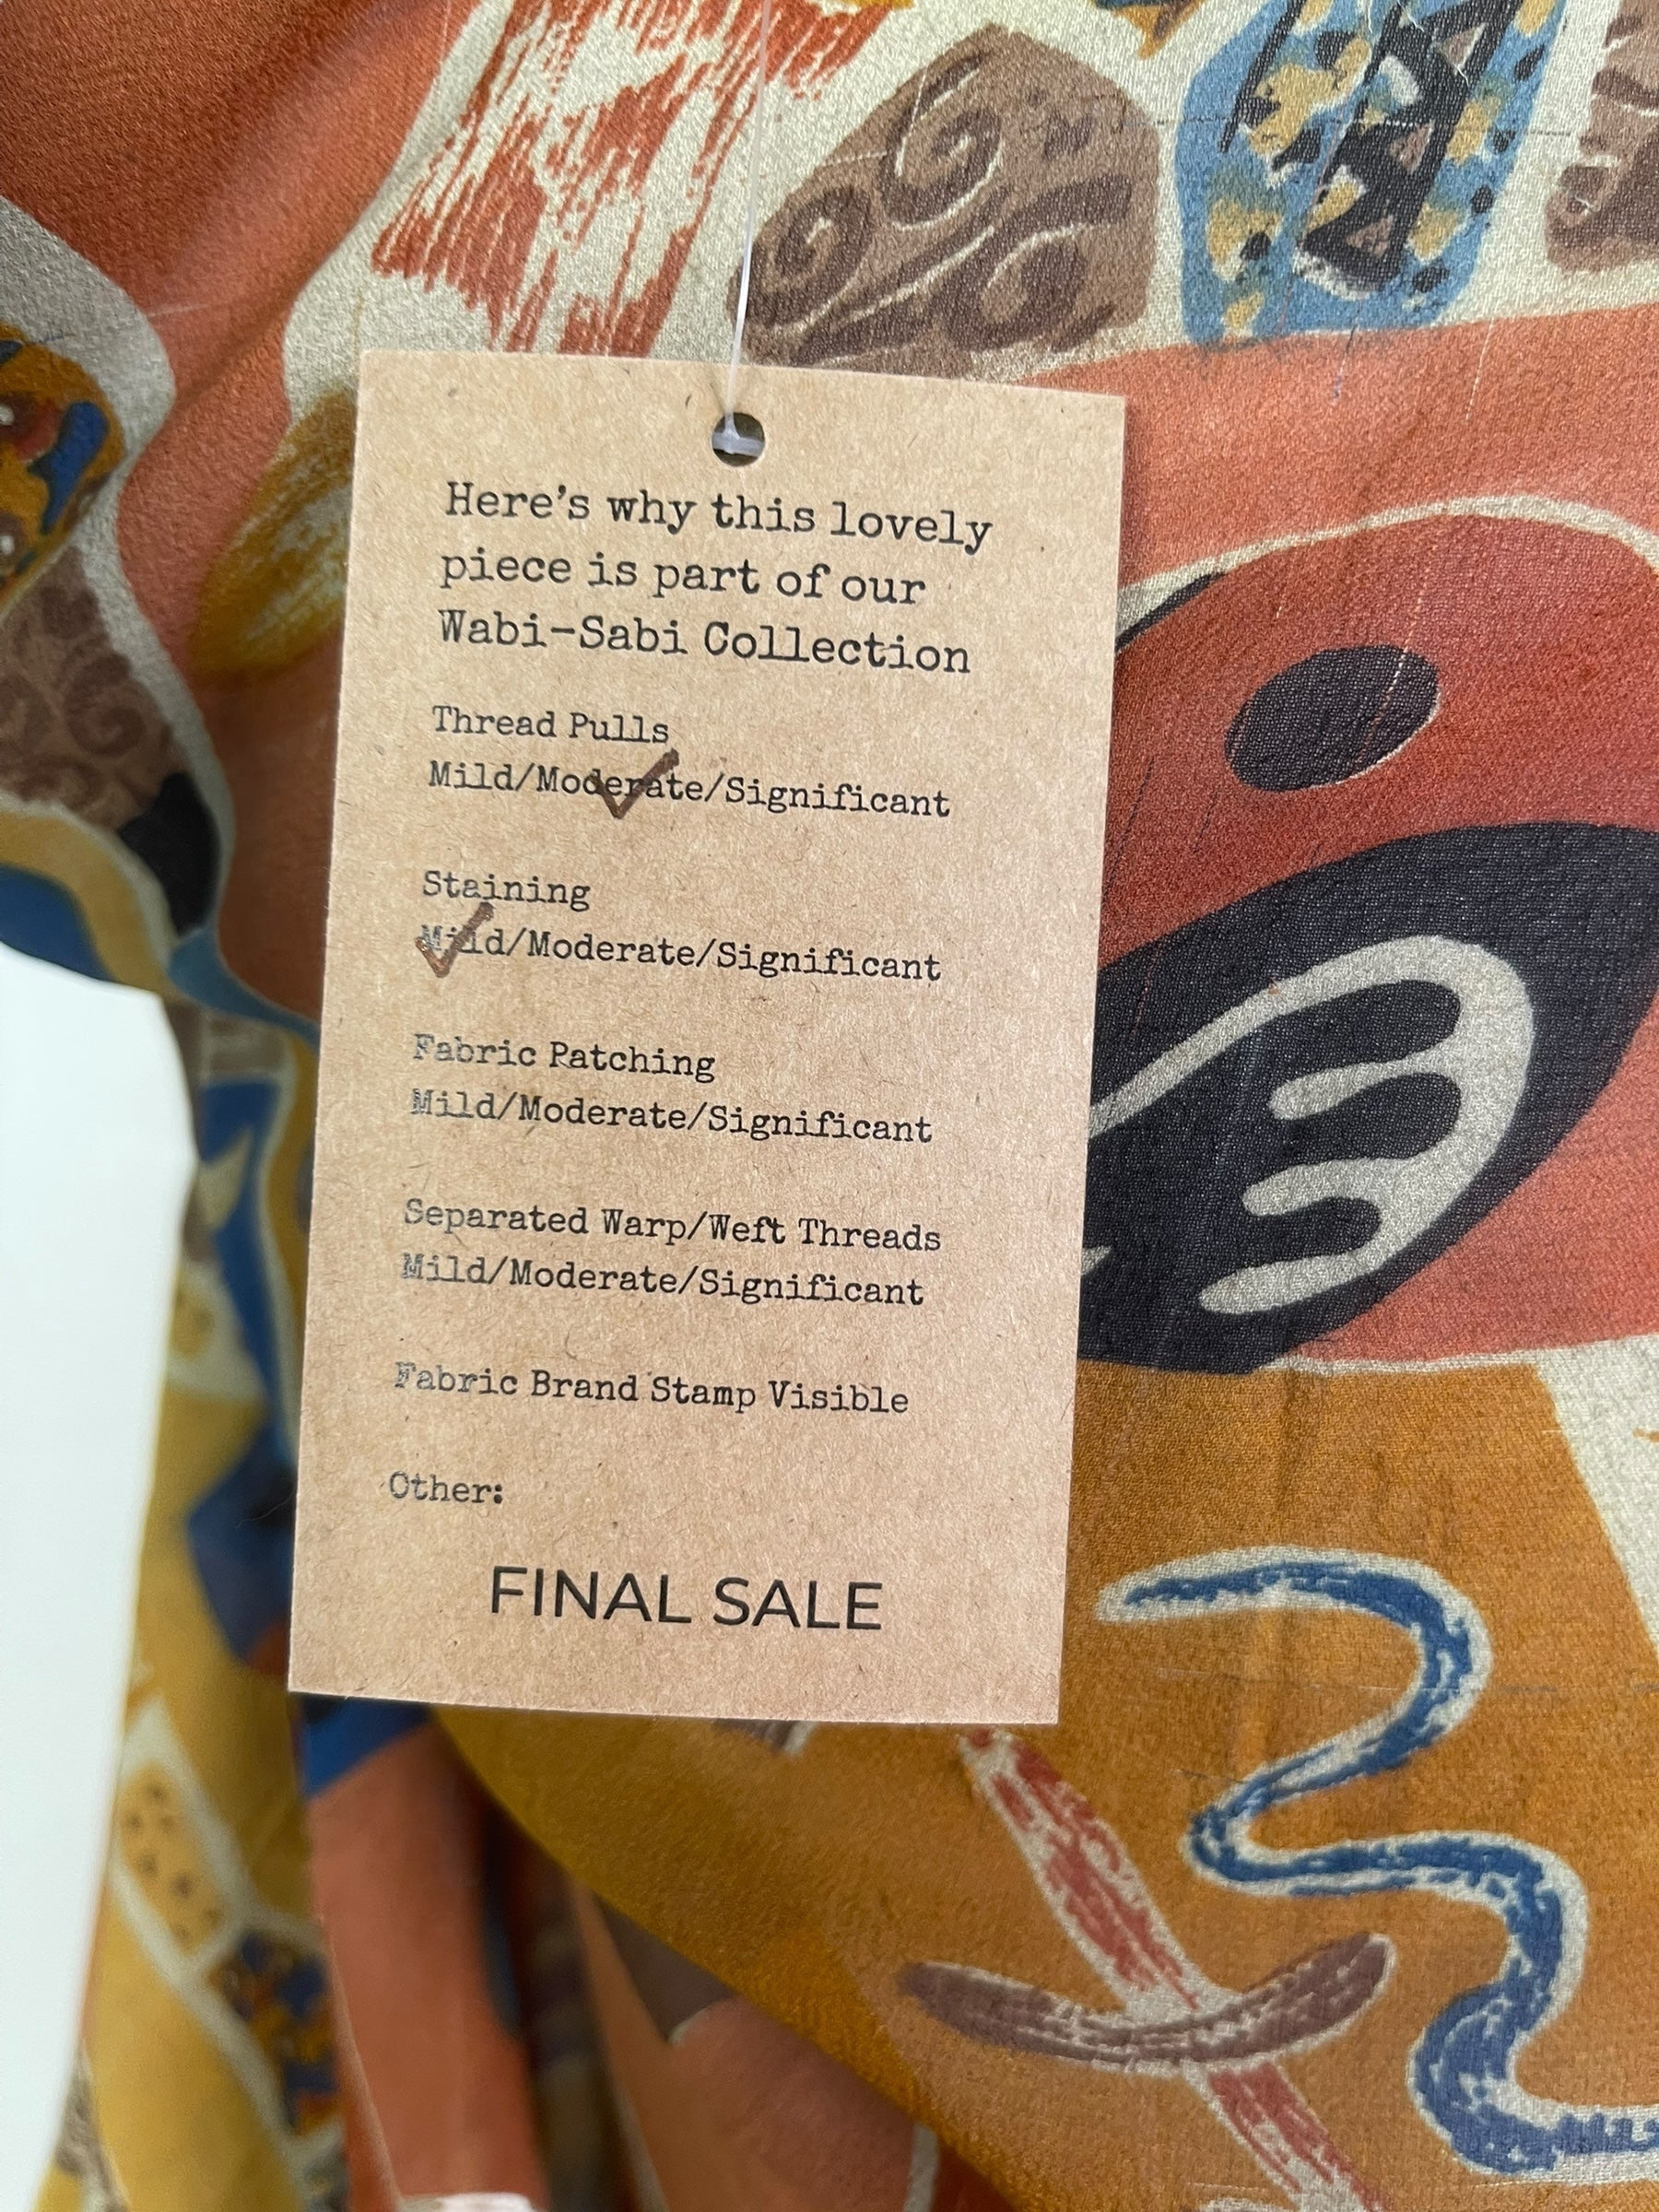 Here's why this lovely
piece is part of our
Wabi-Sabi Collection
Thread Pulls
Mild/Moderate/Significant
Staining
Mild/Moderate/Significant
Fabric Patching
Mild/Moderate/Significant
Separated Warp/Weft Threads
Mild/Moderate/Significant
Fabric Brand Stamp Visible
Other:
FINAL SALE